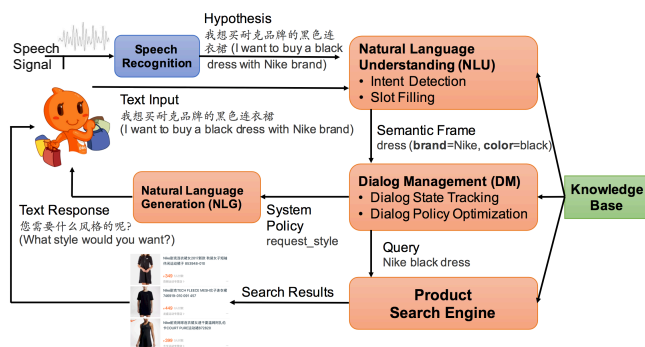 Speech
Signal
Speech
Recognition
Hypothesis
我想买耐克品牌的黑色连
衣裙 (I want to buy a black
dress with Nike brand)
Natural Language
Understanding (NLU)
• Intent Detection
• Slot Filling
Text Input
我想买耐克品牌的黑色连衣裙
(I want to buy a black dress with Nike brand)
Semantic Frame
dress (brand=Nike, color=black)
Dialog Management (DM)
• Dialog State Tracking
• Dialog Policy Optimization
Knowledge
Base
Natural Language
Generation (NLG)
System
Policy
request_style
Text Response
您需要什么风格的呢?
(What style would you want?)
Query
Nike black dress
Search Results
Product
Search Engine